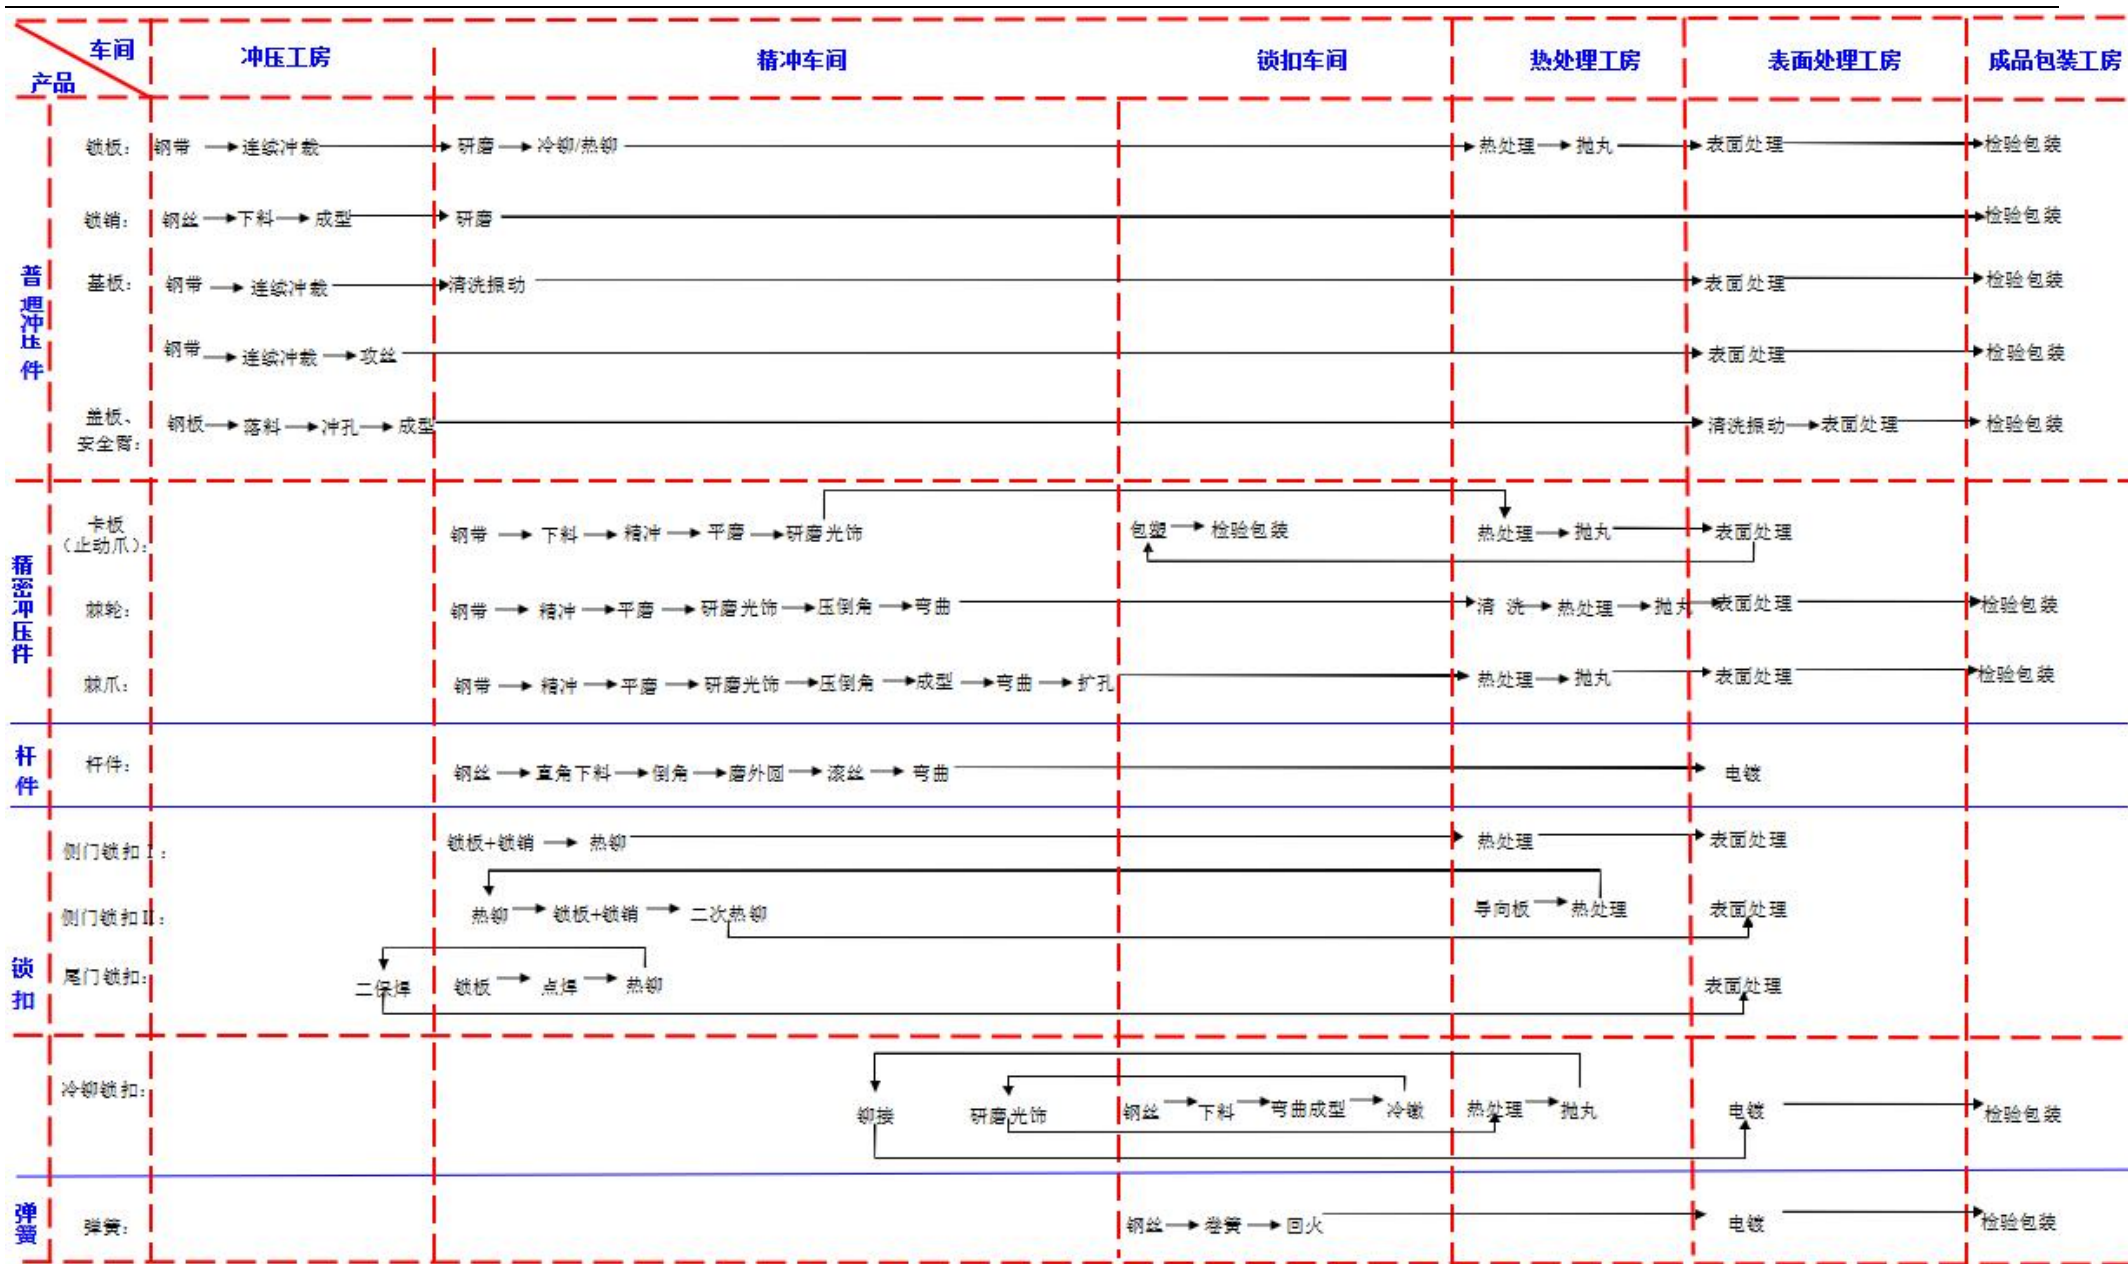 车间 冲压工房 精冲车间 锁扣车间 热处理工房 表面处理工房 成品包装工房
产品
普通冲压件
锁板: 钢带 连续冲裁 研磨 冷铆/热铆 热处理 抛丸 表面处理 检验包装
锁销: 钢丝 下料 成型 研磨 检验包装
基板: 钢带 连续冲裁 清洗振动 表面处理 检验包装
钢带 连续冲裁 攻丝 表面处理 检验包装
盖板、
安全臂: 钢板 落料 冲孔 成型 清洗振动 表面处理 检验包装
精密冲压件
卡板
(止动爪): 钢带 下料 精冲 平磨 研磨光饰 包塑 检验包装 热处理 抛丸 表面处理
棘轮: 钢带 精冲 平磨 研磨光饰 压倒角 弯曲 清 洗 热处理 抛丸 表面处理 检验包装
棘爪: 钢带 精冲 平磨 研磨光饰 压倒角 成型 弯曲 扩孔 热处理 抛丸 表面处理 检验包装
杆件
杆件: 钢丝 直角下料 倒角 磨外圆 滚丝 弯曲 电镀
锁扣
侧门锁扣Ⅰ: 锁板+锁销 热铆 热处理 表面处理
侧门锁扣Ⅱ: 热铆 锁板+锁销 二次热铆 导向板 热处理 表面处理
尾门锁扣: 二保焊 锁板 点焊 热铆 表面处理
冷铆锁扣: 铆接 研磨光饰 钢丝 下料 弯曲成型 冷镦 热处理 抛丸 电镀 检验包装
弹簧
弹簧: 钢丝 卷簧 回火 电镀 检验包装